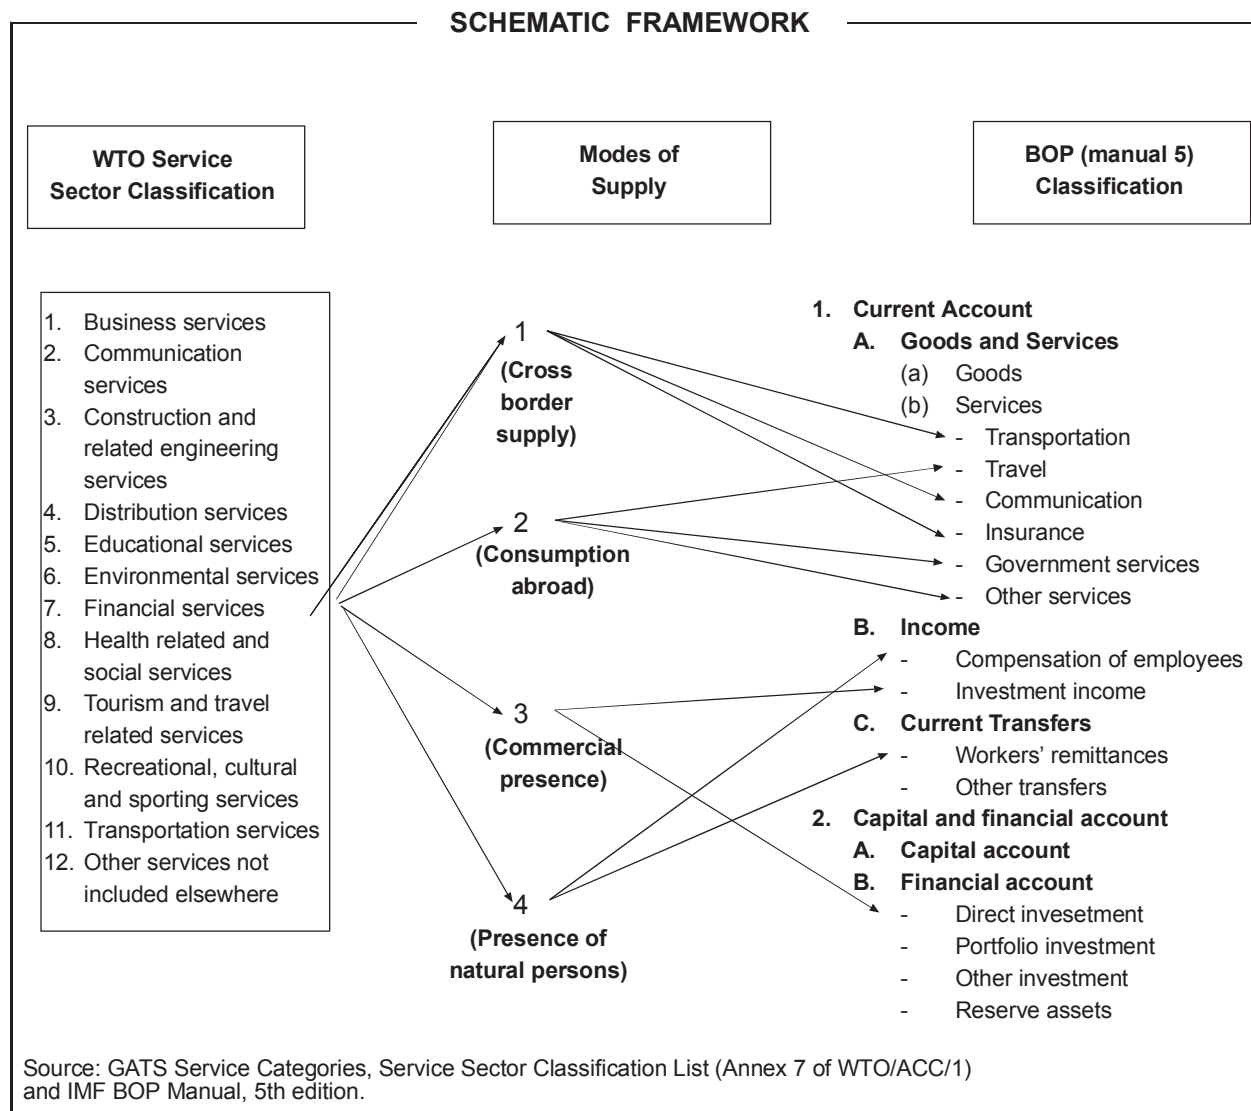 SCHEMATIC FRAMEWORK
WTO Service
Sector Classification
Modes of
Supply
BOP (manual 5)
Classification
1. Business services
2. Communication
services
3. Construction and
related engineering
services
4. Distribution services
5. Educational services
6. Environmental services
7. Financial services
8. Health related and
social services
9. Tourism and travel
related services
10. Recreational, cultural
and sporting services
11. Transportation services
12. Other services not
included elsewhere
1
(Cross
border
supply)
2
(Consumption
abroad)
3
(Commercial
presence)
4
(Presence of
natural persons)
1. Current Account
A. Goods and Services
(a) Goods
(b) Services
- Transportation
- Travel
- Communication
- Insurance
- Government services
- Other services
B. Income
- Compensation of employees
- Investment income
C. Current Transfers
- Workers’ remittances
- Other transfers
2. Capital and financial account
A. Capital account
B. Financial account
- Direct invesetment
- Portfolio investment
- Other investment
- Reserve assets
Source: GATS Service Categories, Service Sector Classification List (Annex 7 of WTO/ACC/1)
and IMF BOP Manual, 5th edition.